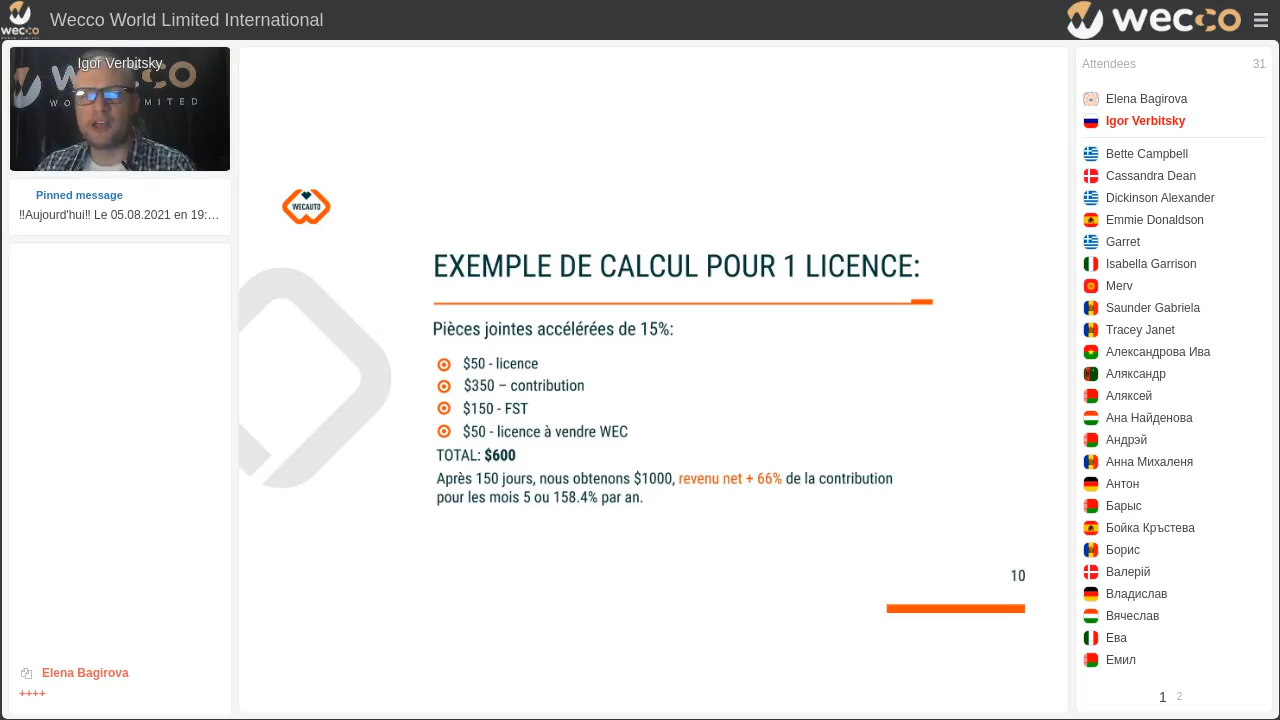 wecco
WORLD LIMITED
Wecco World Limited International
wecco
Igor Verbitsky
Pinned message
‼Aujourd'hui‼ Le 05.08.2021 en 19:…
Elena Bagirova
++++
WECAUTO
EXEMPLE DE CALCUL POUR 1 LICENCE:
Pièces jointes accélérées de 15%:
$50 - licence
$350 – contribution
$150 - FST
$50 - licence à vendre WEC
TOTAL: $600
Après 150 jours, nous obtenons $1000, revenu net + 66% de la contribution
pour les mois 5 ou 158.4% par an.
10
Attendees 31
Elena Bagirova
Igor Verbitsky
Bette Campbell
Cassandra Dean
Dickinson Alexander
Emmie Donaldson
Garret
Isabella Garrison
Merv
Saunder Gabriela
Tracey Janet
Александрова Ива
Аляксандр
Аляксей
Ана Найденова
Андрэй
Анна Михаленя
Антон
Барыс
Бойка Кръстева
Борис
Валерій
Владислав
Вячеслав
Ева
Емил
1 2